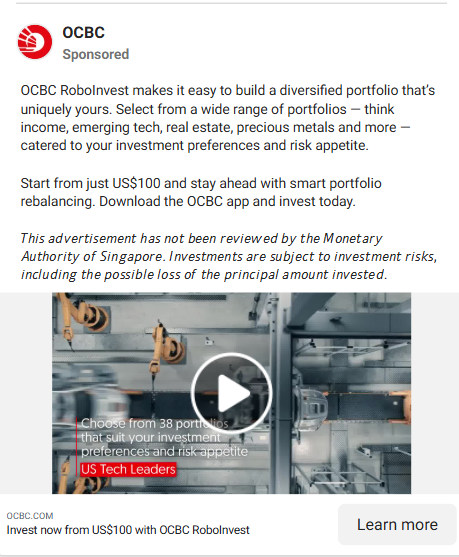 OCBC
Sponsored
OCBC RoboInvest makes it easy to build a diversified portfolio that's
uniquely yours. Select from a wide range of portfolios — think
income, emerging tech, real estate, precious metals and more —
catered to your investment preferences and risk appetite.
Start from just US$100 and stay ahead with smart portfolio
rebalancing. Download the OCBC app and invest today.
This advertisement has not been reviewed by the Monetary
Authority of Singapore. Investments are subject to investment risks,
including the possible loss of the principal amount invested.
Choose from 38 portfolios
that suit your investment
preferences and risk appetite
US Tech Leaders
OCBC.COM
Invest now from US$100 with OCBC RoboInvest
Learn more